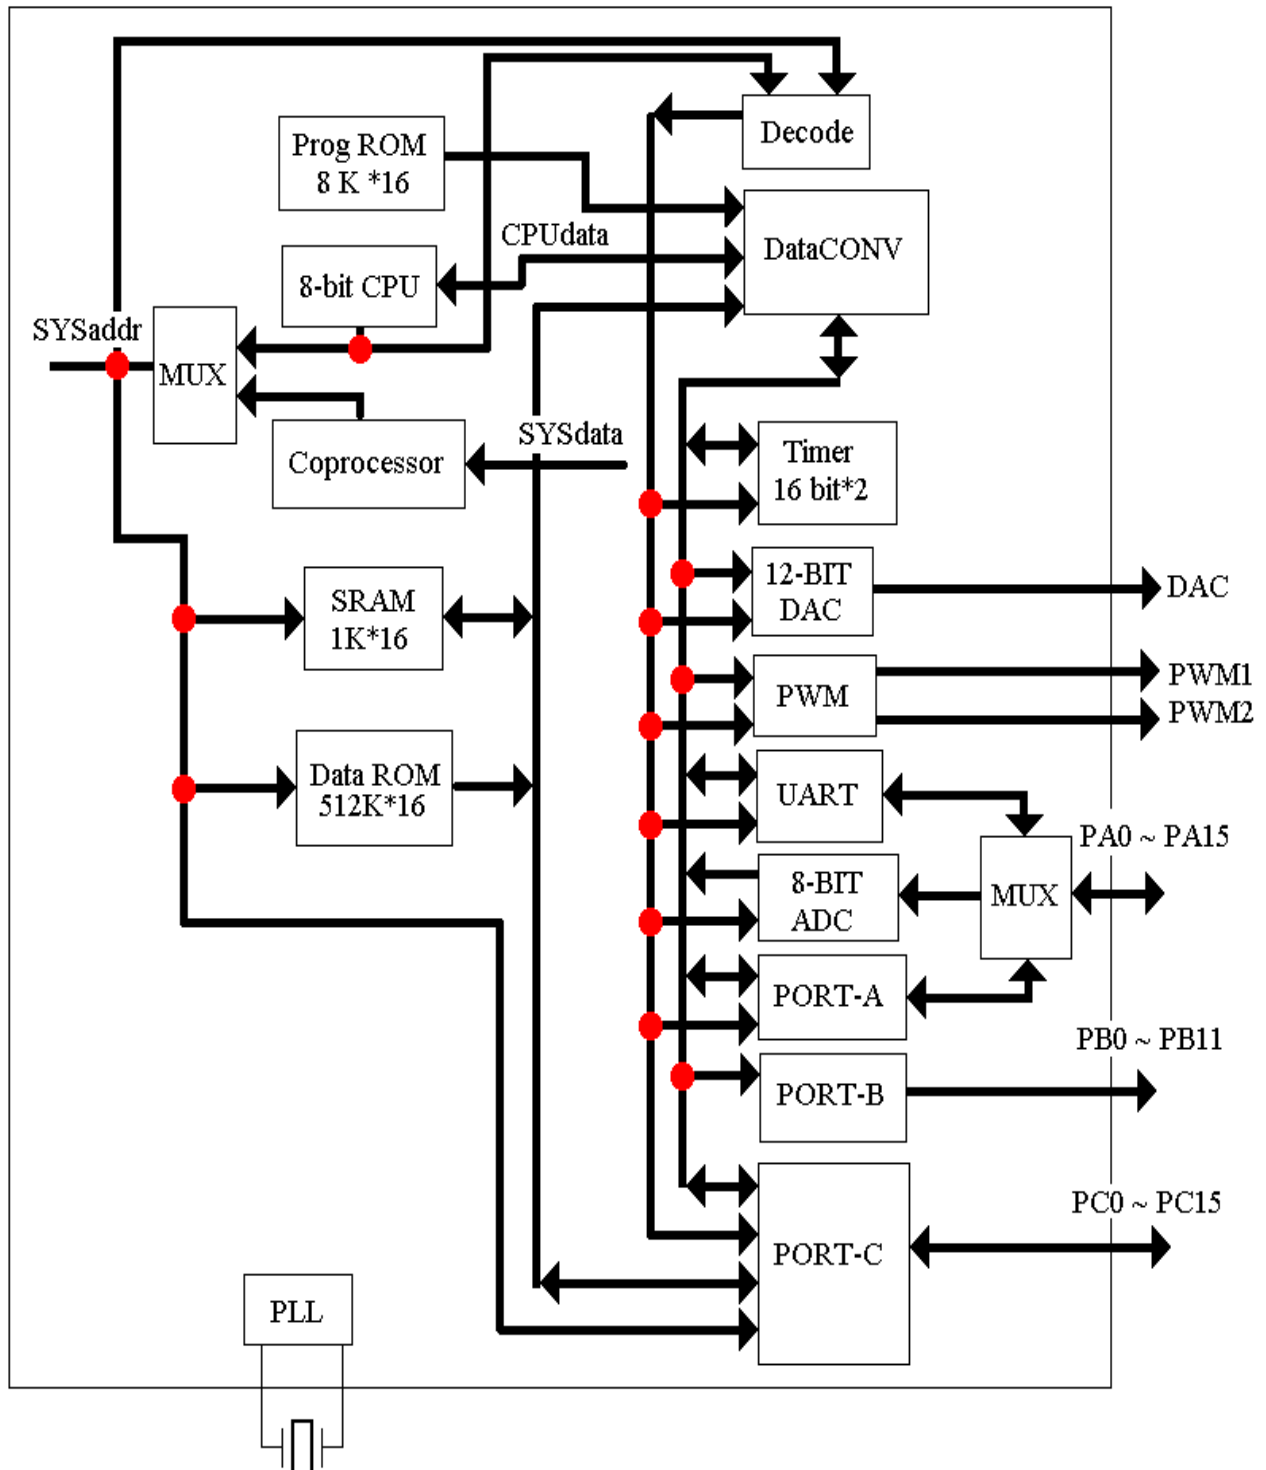 Decode
Prog ROM
8 K *16
CPUdata
DataCONV
8-bit CPU
SYSaddr
MUX
SYSdata
Coprocessor
Timer
16 bit*2
SRAM
1K*16
12-BIT
DAC
DAC
PWM
PWM1
PWM2
Data ROM
512K*16
UART
PA0 ~ PA15
8-BIT
ADC
MUX
PORT-A
PB0 ~ PB11
PORT-B
PC0 ~ PC15
PORT-C
PLL